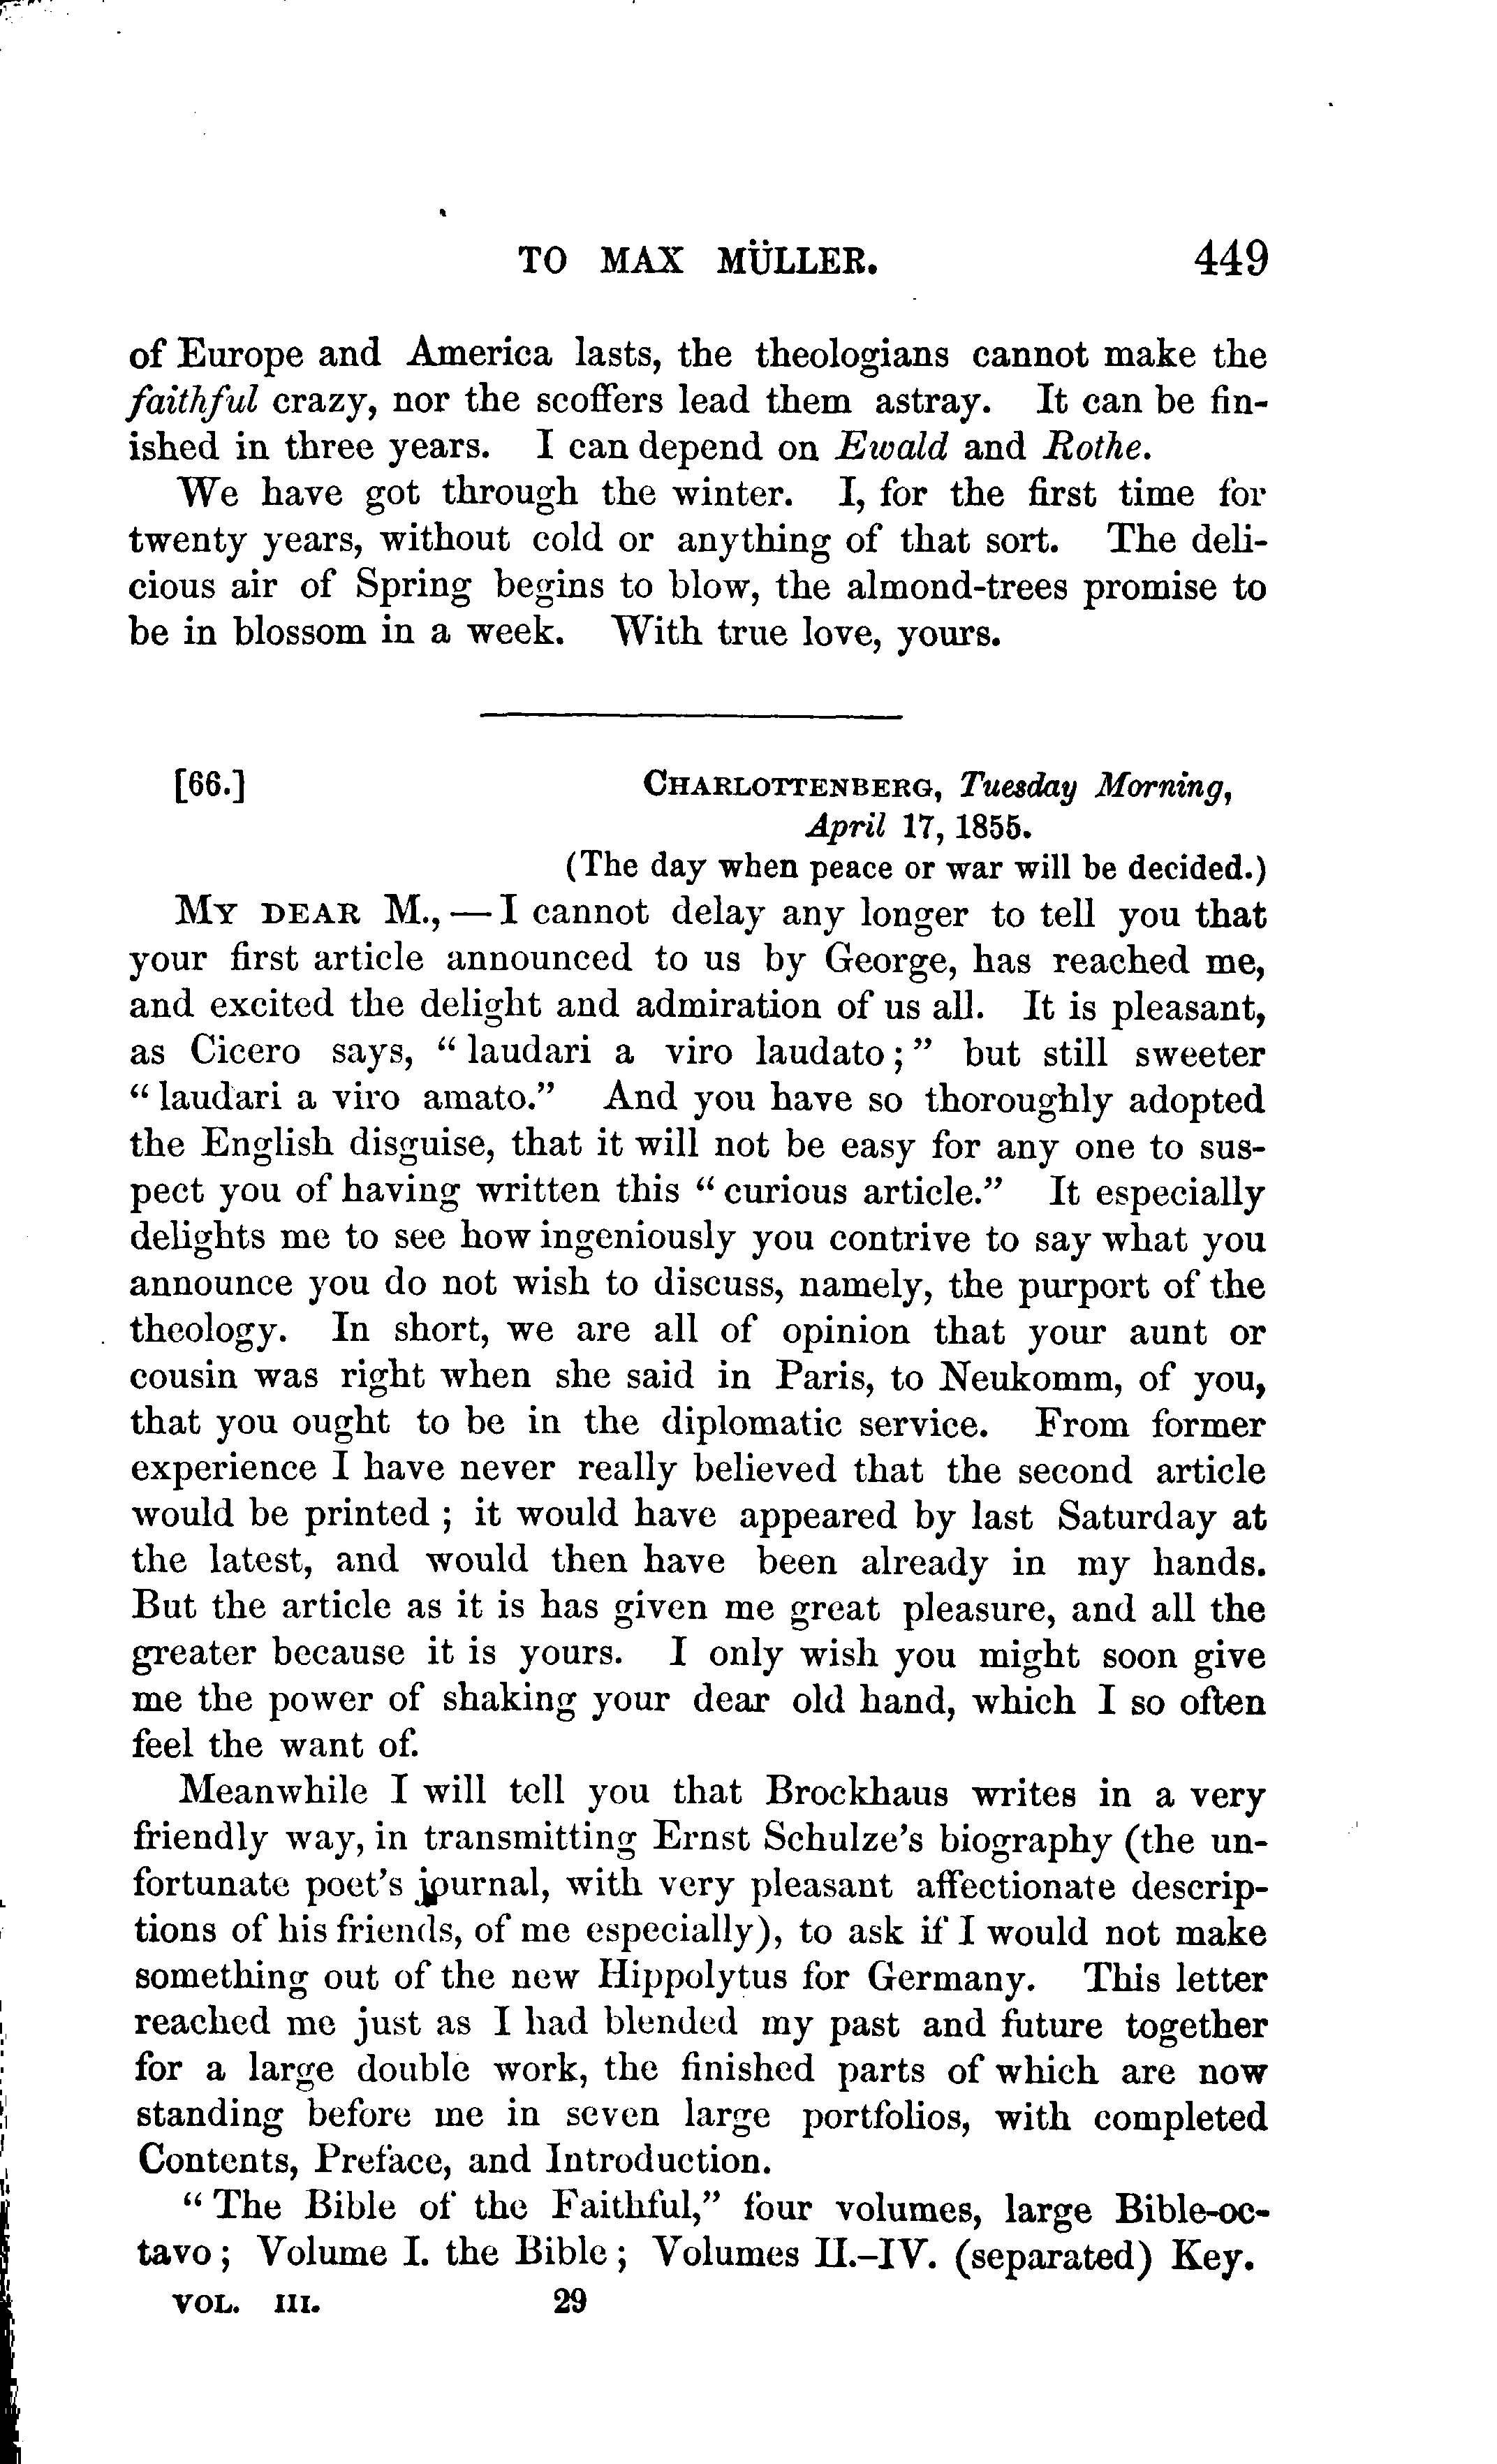 TO MAX MÜLLER. 449
of Europe and America lasts, the theologians cannot make the
faithful crazy, nor the scoffers lead them astray. It can be fin-
ished in three years. I can depend on Ewald and Rothe.
We have got through the winter. I, for the first time for
twenty years, without cold or anything of that sort. The deli-
cious air of Spring begins to blow, the almond-trees promise to
be in blossom in a week. With true love, yours.
[66.] CHARLOTTENBERG, Tuesday Morning,
April 17, 1855.
(The day when peace or war will be decided.)
MY DEAR M., — I cannot delay any longer to tell you that
your first article announced to us by George, has reached me,
and excited the delight and admiration of us all. It is pleasant,
as Cicero says, “laudari a viro laudato;” but still sweeter
“laudari a viro amato.” And you have so thoroughly adopted
the English disguise, that it will not be easy for any one to sus-
pect you of having written this “curious article.” It especially
delights me to see how ingeniously you contrive to say what you
announce you do not wish to discuss, namely, the purport of the
theology. In short, we are all of opinion that your aunt or
cousin was right when she said in Paris, to Neukomm, of you,
that you ought to be in the diplomatic service. From former
experience I have never really believed that the second article
would be printed; it would have appeared by last Saturday at
the latest, and would then have been already in my hands.
But the article as it is has given me great pleasure, and all the
greater because it is yours. I only wish you might soon give
me the power of shaking your dear old hand, which I so often
feel the want of.
Meanwhile I will tell you that Brockhaus writes in a very
friendly way, in transmitting Ernst Schulze’s biography (the un-
fortunate poet’s journal, with very pleasant affectionate descrip-
tions of his friends, of me especially), to ask if I would not make
something out of the new Hippolytus for Germany. This letter
reached me just as I had blended my past and future together
for a large double work, the finished parts of which are now
standing before me in seven large portfolios, with completed
Contents, Preface, and Introduction.
“The Bible of the Faithful,” four volumes, large Bible-oc-
tavo; Volume I. the Bible; Volumes II.–IV. (separated) Key.
VOL. III. 29